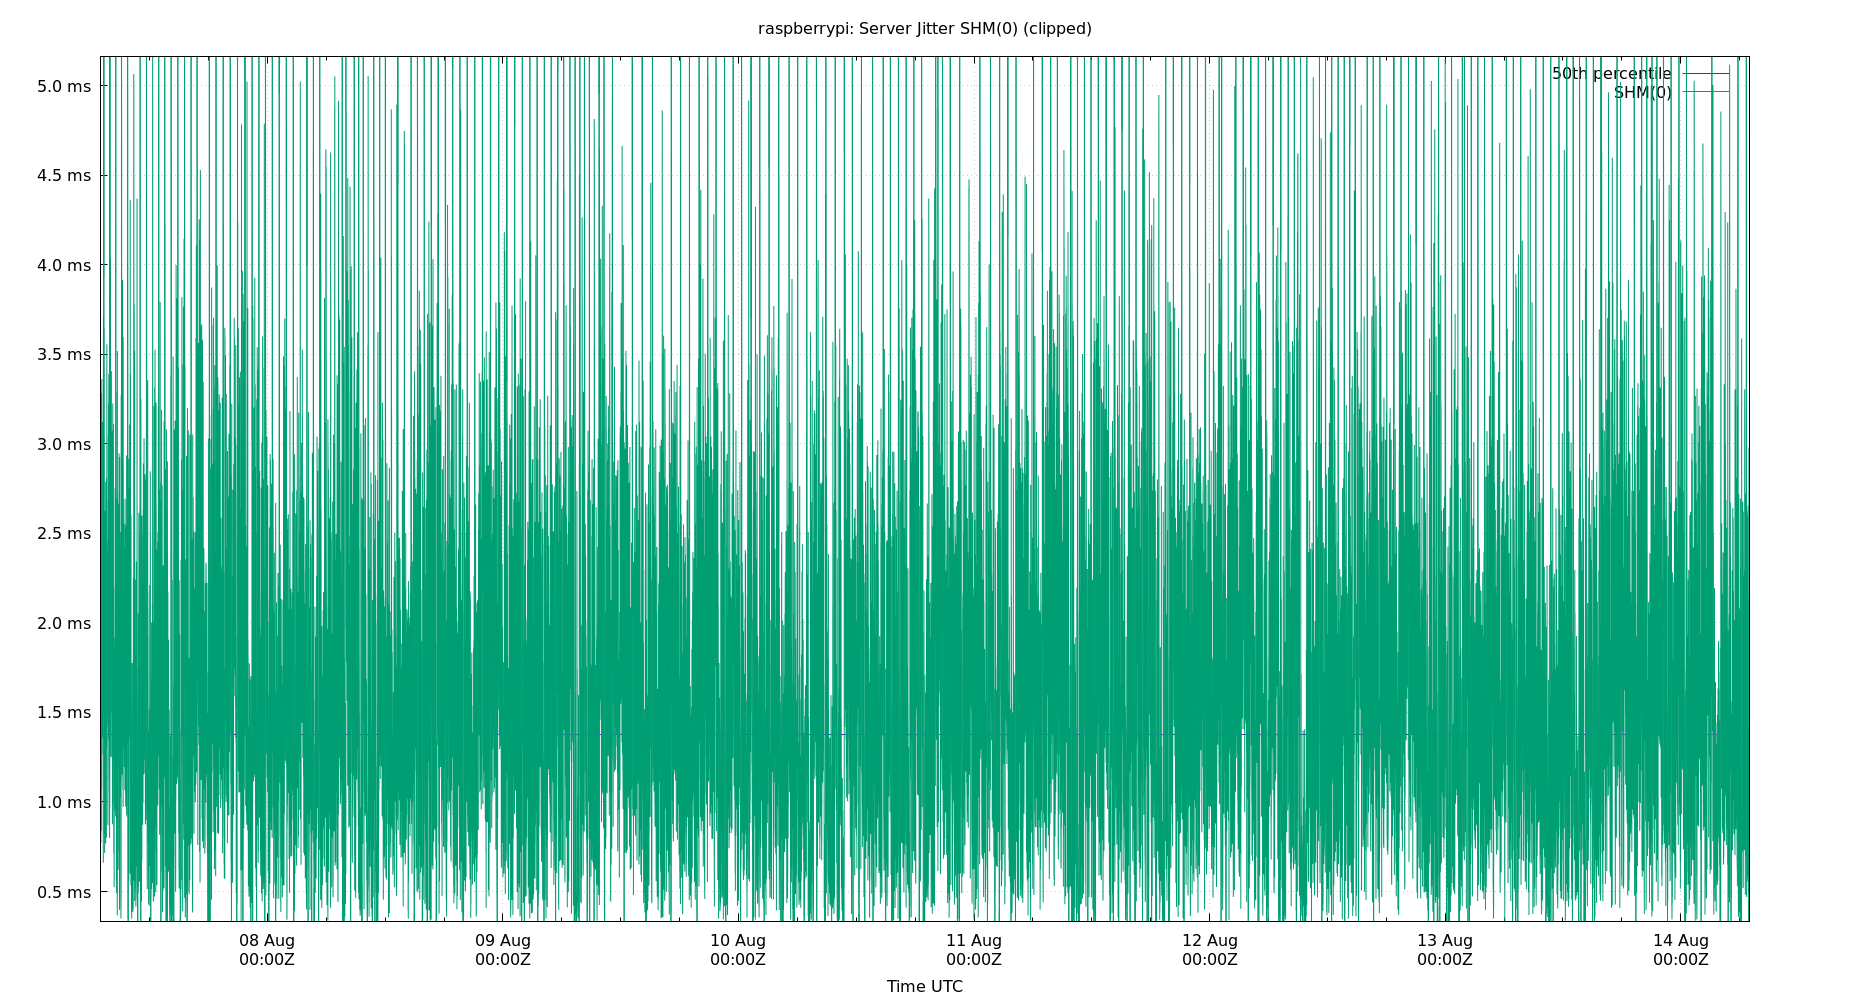 raspberrypi: Server Jitter SHM(0) (clipped)
50th percentile
SHM(0)
5.0 ms
4.5 ms
4.0 ms
3.5 ms
3.0 ms
2.5 ms
2.0 ms
1.5 ms
1.0 ms
0.5 ms
08 Aug 09 Aug 10 Aug 11 Aug 12 Aug 13 Aug 14 Aug
00:00Z 00:00Z 00:00Z 00:00Z 00:00Z 00:00Z 00:00Z
Time UTC